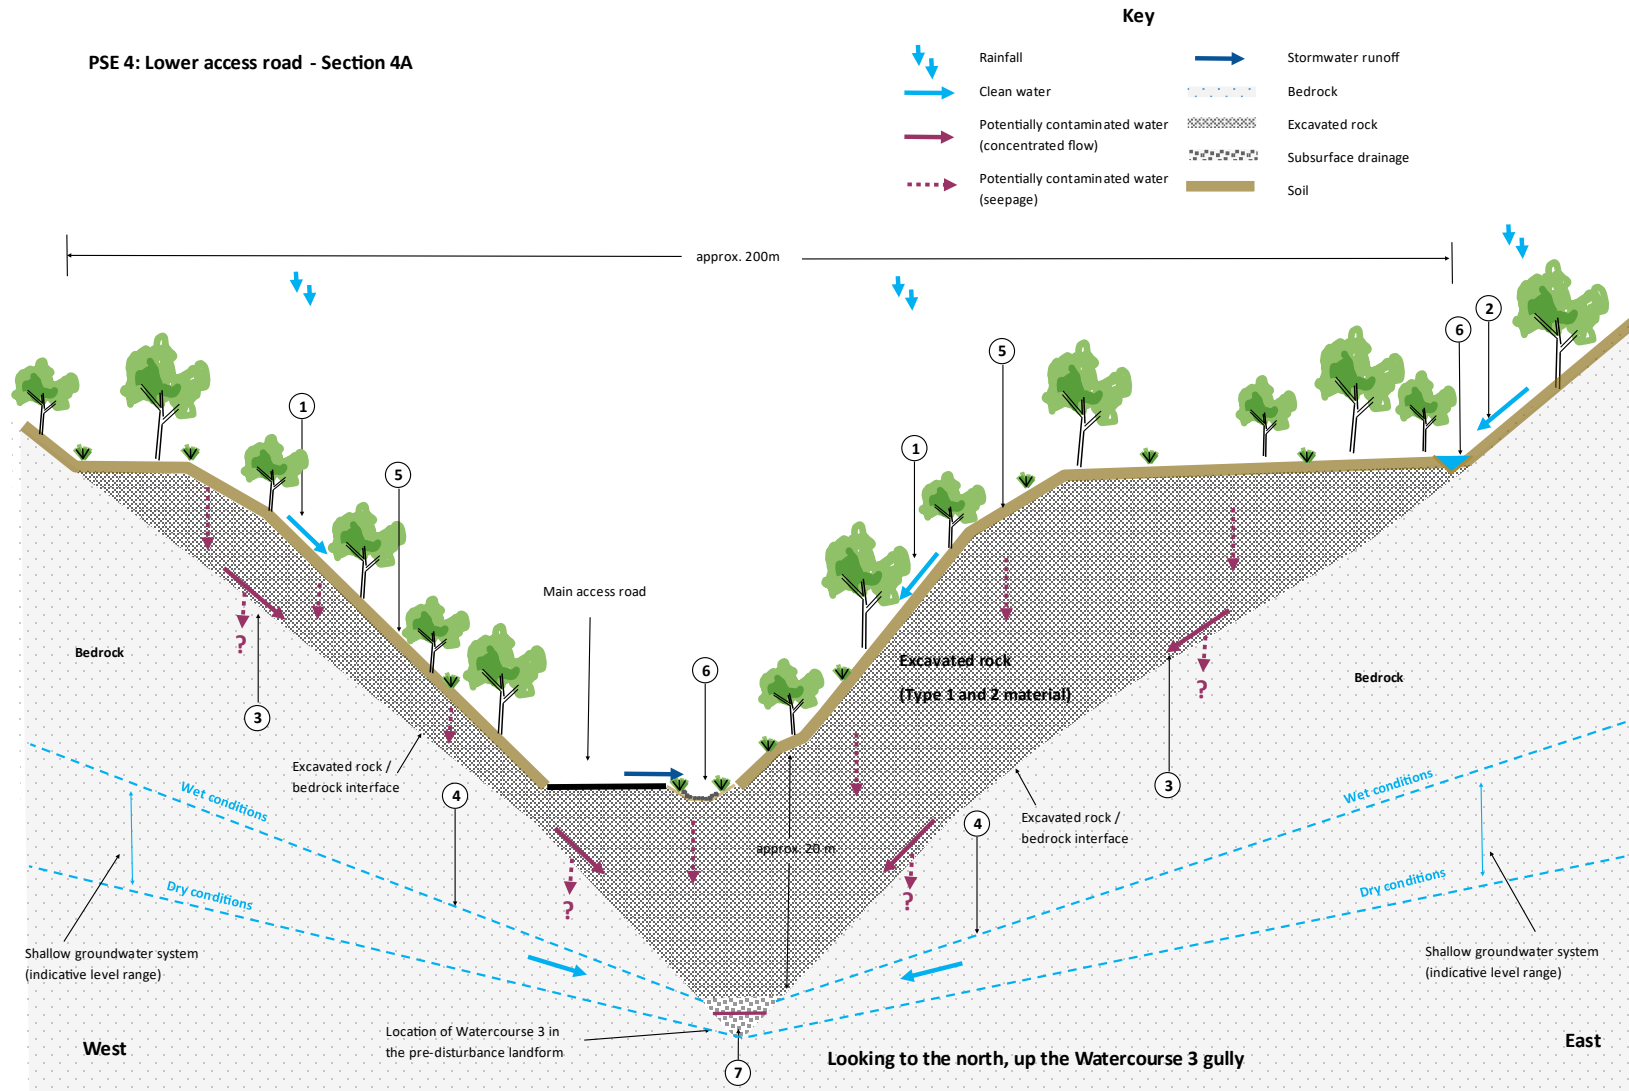 Key
PSE 4: Lower access road - Section 4A
Rainfall
Stormwater runoff
Clean water
Bedrock
Potentially contaminated water
(concentrated flow)
Excavated rock
Subsurface drainage
Potentially contaminated water
(seepage)
Soil
approx. 200m
2
6
5
1
1
5
Main access road
Bedrock
?
3
6
Excavated rock
(Type 1 and 2 material)
?
Bedrock
3
Excavated rock /
bedrock interface
Wet conditions
4
Wet conditions
4
Excavated rock /
bedrock interface
approx. 20 m
Dry conditions
?
?
Dry conditions
Shallow groundwater system
(indicative level range)
Shallow groundwater system
(indicative level range)
Location of Watercourse 3 in
the pre-disturbance landform
West
East
Looking to the north, up the Watercourse 3 gully
7